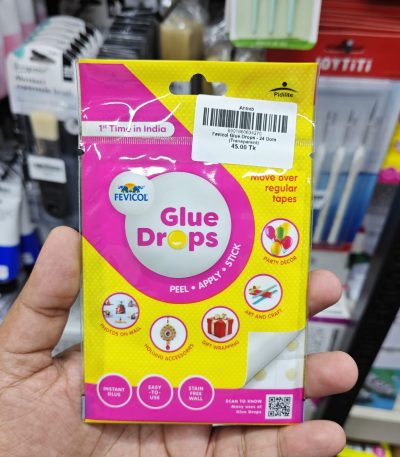 1st Time in India
Pidilite
Fevicol Glue Drops - 24 Dots
(Transparent)
45.00 Tk
Move over
regular
tapes
FEVICOL
Glue
Drops
PEEL • APPLY • STICK
PARTY DECOR
ART AND CRAFT
GIFT WRAPPING
HOLDING ACCESSORIES
PHOTOS ON WALL
INSTANT
GLUE
EASY
-TO-
USE
STAIN
FREE
WALL
SCAN TO KNOW
Many uses of
Glue Drops